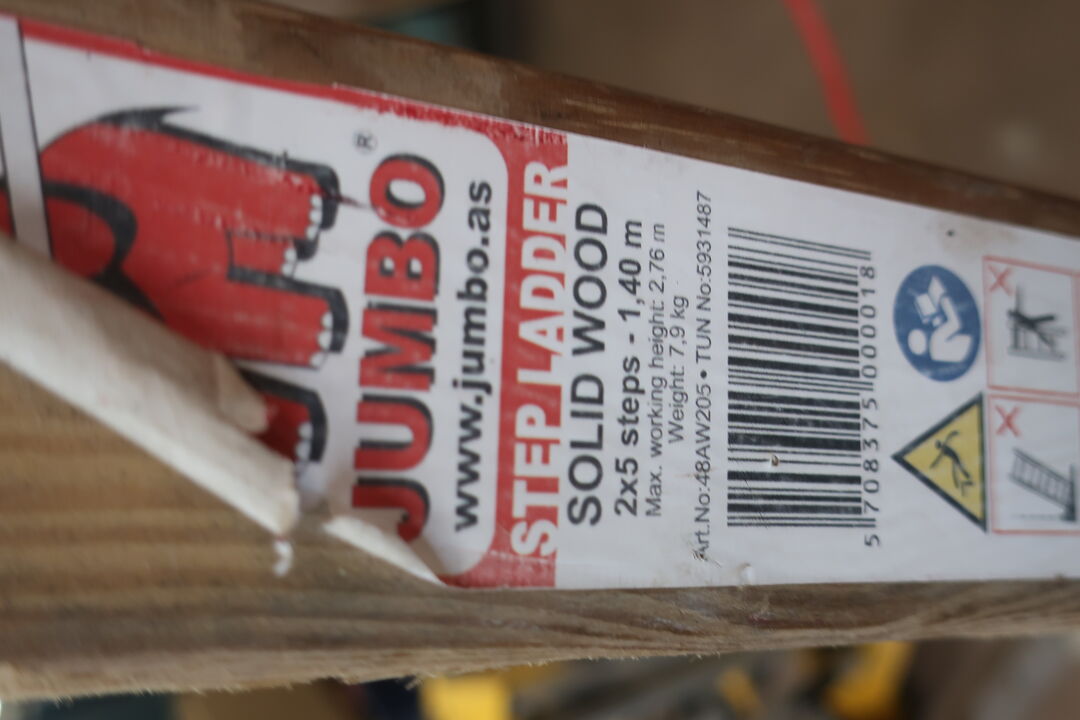 JUMBO®
www.jumbo.as
STEP LADDER
SOLID WOOD
2x5 steps - 1,40 m
Max. working height: 2,76 m
Weight: 7,9 kg
Art.No:48AW205 • TUN No:5931487
5 708375 000018